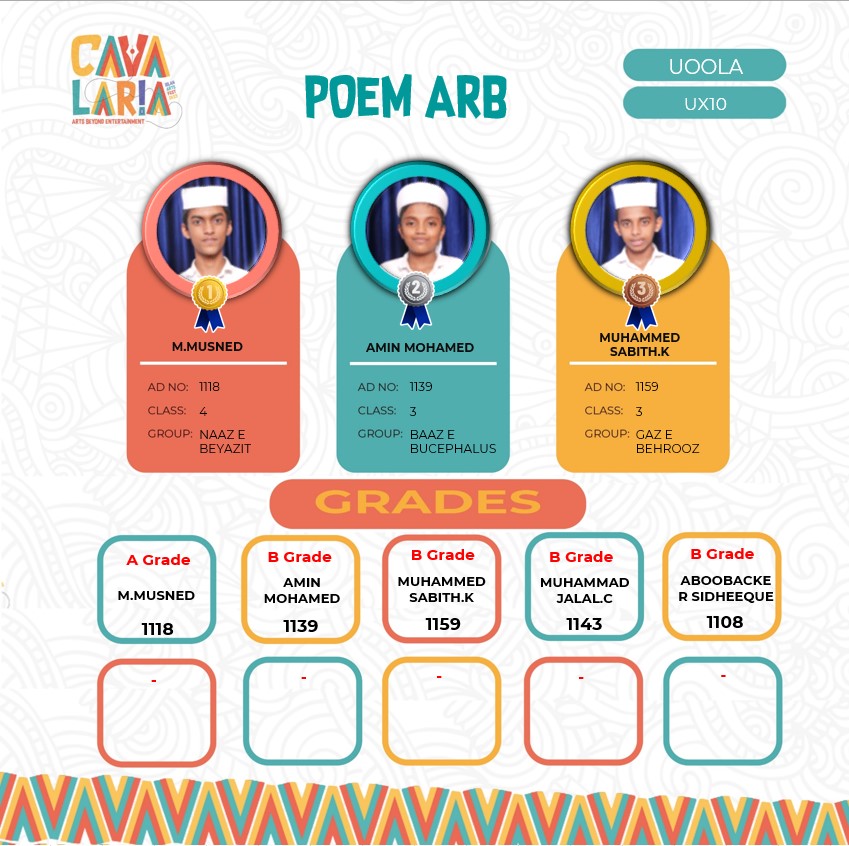 CAVA
LARIA
ARTS BEYOND ENTERTAINMENT
POEM ARB
UOOLA
UX10
1
M.MUSNED
AD NO: 1118
CLASS: 4
GROUP: NAAZ E
BEYAZIT
2
AMIN MOHAMED
AD NO: 1139
CLASS: 3
GROUP: BAAZ E
BUCEPHALUS
3
MUHAMMED
SABITH.K
AD NO: 1159
CLASS: 3
GROUP: GAZ E
BEHROOZ
GRADES
A Grade
M.MUSNED
1118
B Grade
AMIN
MOHAMED
1139
B Grade
MUHAMMED
SABITH.K
1159
B Grade
MUHAMMAD
JALAL.C
1143
B Grade
ABOOBACKE
R SIDHEEQUE
1108
-
-
-
-
-